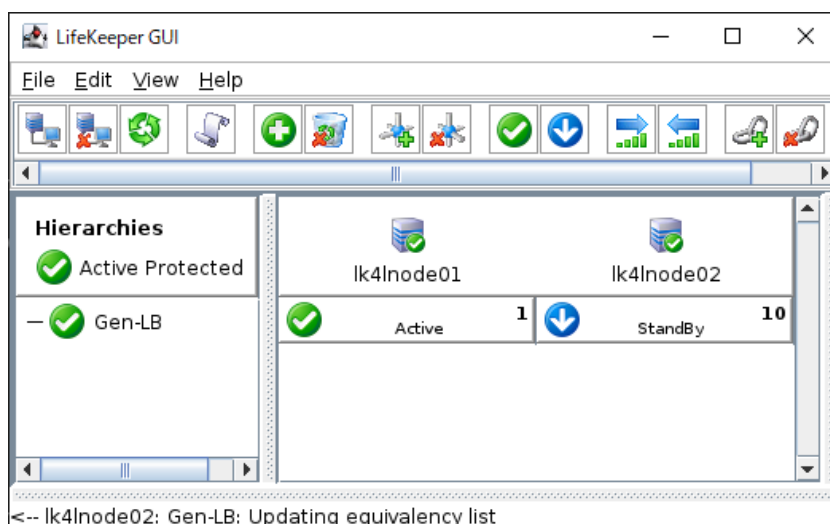 LifeKeeper GUI
File Edit View Help
Hierarchies
Active Protected
lk4lnode01 lk4lnode02
Gen-LB
Active 1 StandBy 10
<-- lk4lnode02: Gen-LB: Updating equivalency list